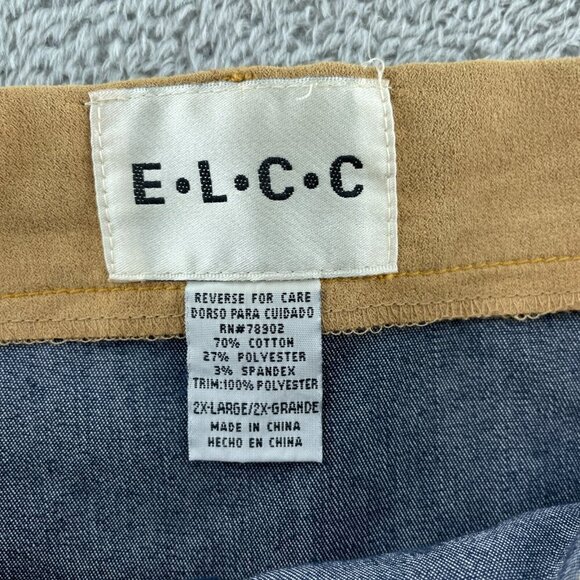 E•L•C•C
REVERSE FOR CARE
DORSO PARA CUIDADO
RN#78902
70% COTTON
27% POLYESTER
3% SPANDEX
TRIM:100% POLYESTER
2X-LARGE/2X-GRANDE
MADE IN CHINA
HECHO EN CHINA